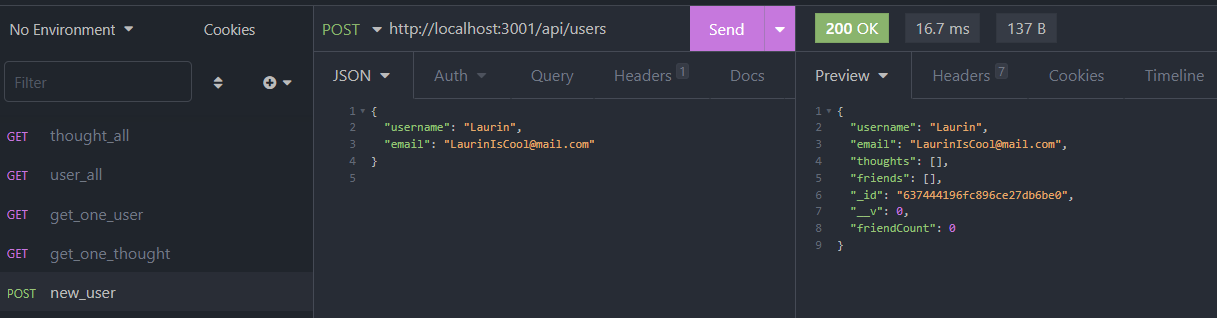 No Environment
Cookies
Filter
GET thought_all
GET user_all
GET get_one_user
GET get_one_thought
POST new_user
POST http://localhost:3001/api/users Send
JSON Auth Query Headers 1 Docs
1 {
2 "username": "Laurin",
3 "email": "LaurinIsCool@mail.com"
4 }
5
200 OK 16.7 ms 137 B
Preview Headers 7 Cookies Timeline
1 {
2 "username": "Laurin",
3 "email": "LaurinIsCool@mail.com",
4 "thoughts": [],
5 "friends": [],
6 "_id": "637444196fc896ce27db6be0",
7 "__v": 0,
8 "friendCount": 0
9 }